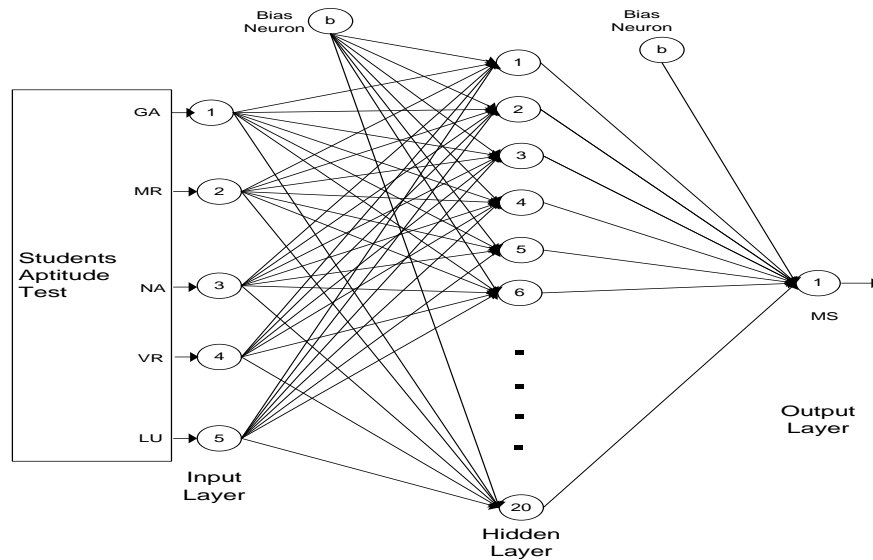 Bias
Neuron
b
Bias
Neuron
b
Students
Aptitude
Test
GA
MR
NA
VR
LU
1
2
3
4
5
Input
Layer
1
2
3
4
5
6
20
Hidden
Layer
1
MS
Output
Layer